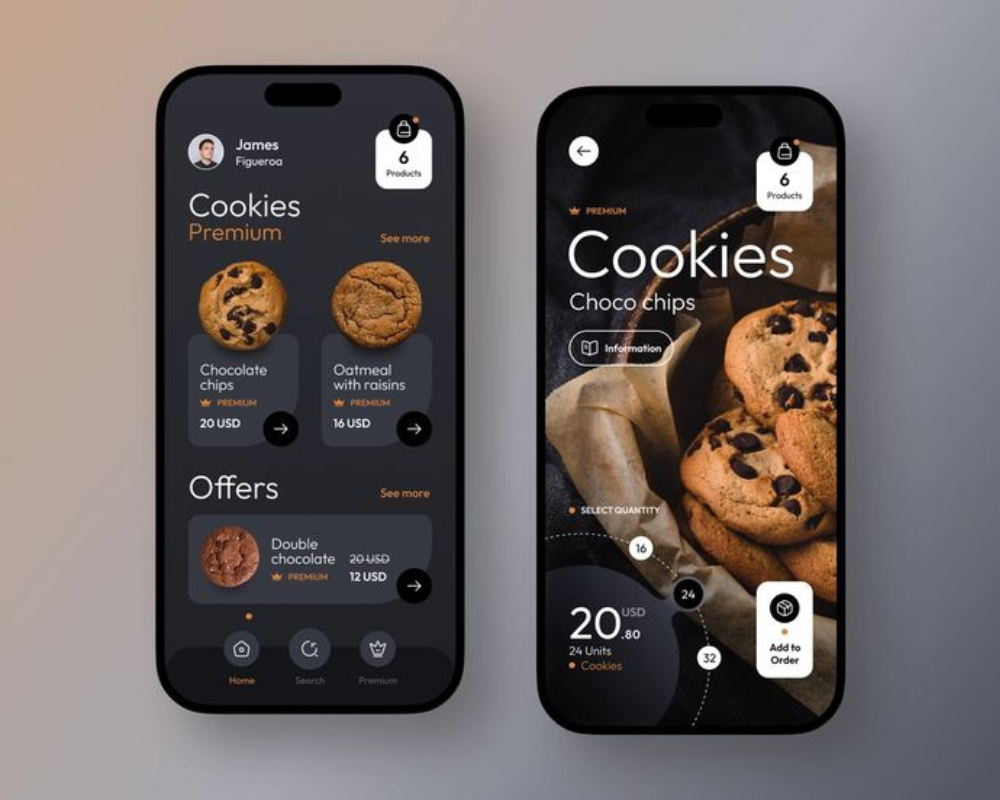 James
Figueroa
6
Products
Cookies
Premium
See more
Chocolate
chips
PREMIUM
20 USD
Oatmeal
with raisins
PREMIUM
16 USD
Offers
See more
Double
chocolate
PREMIUM
20 USD
12 USD
Home
Search
Premium
6
Products
PREMIUM
Cookies
Choco chips
Information
SELECT QUANTITY
16
24
32
20 USD
.80
24 Units
Cookies
Add to
Order